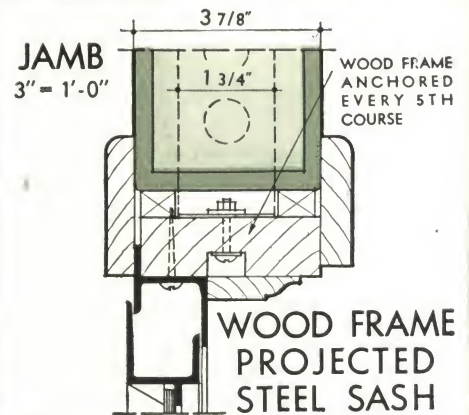 3 7/8"
JAMB
3" = 1'-0"
1 3/4"
WOOD FRAME
ANCHORED
EVERY 5TH
COURSE
WOOD FRAME
PROJECTED
STEEL SASH